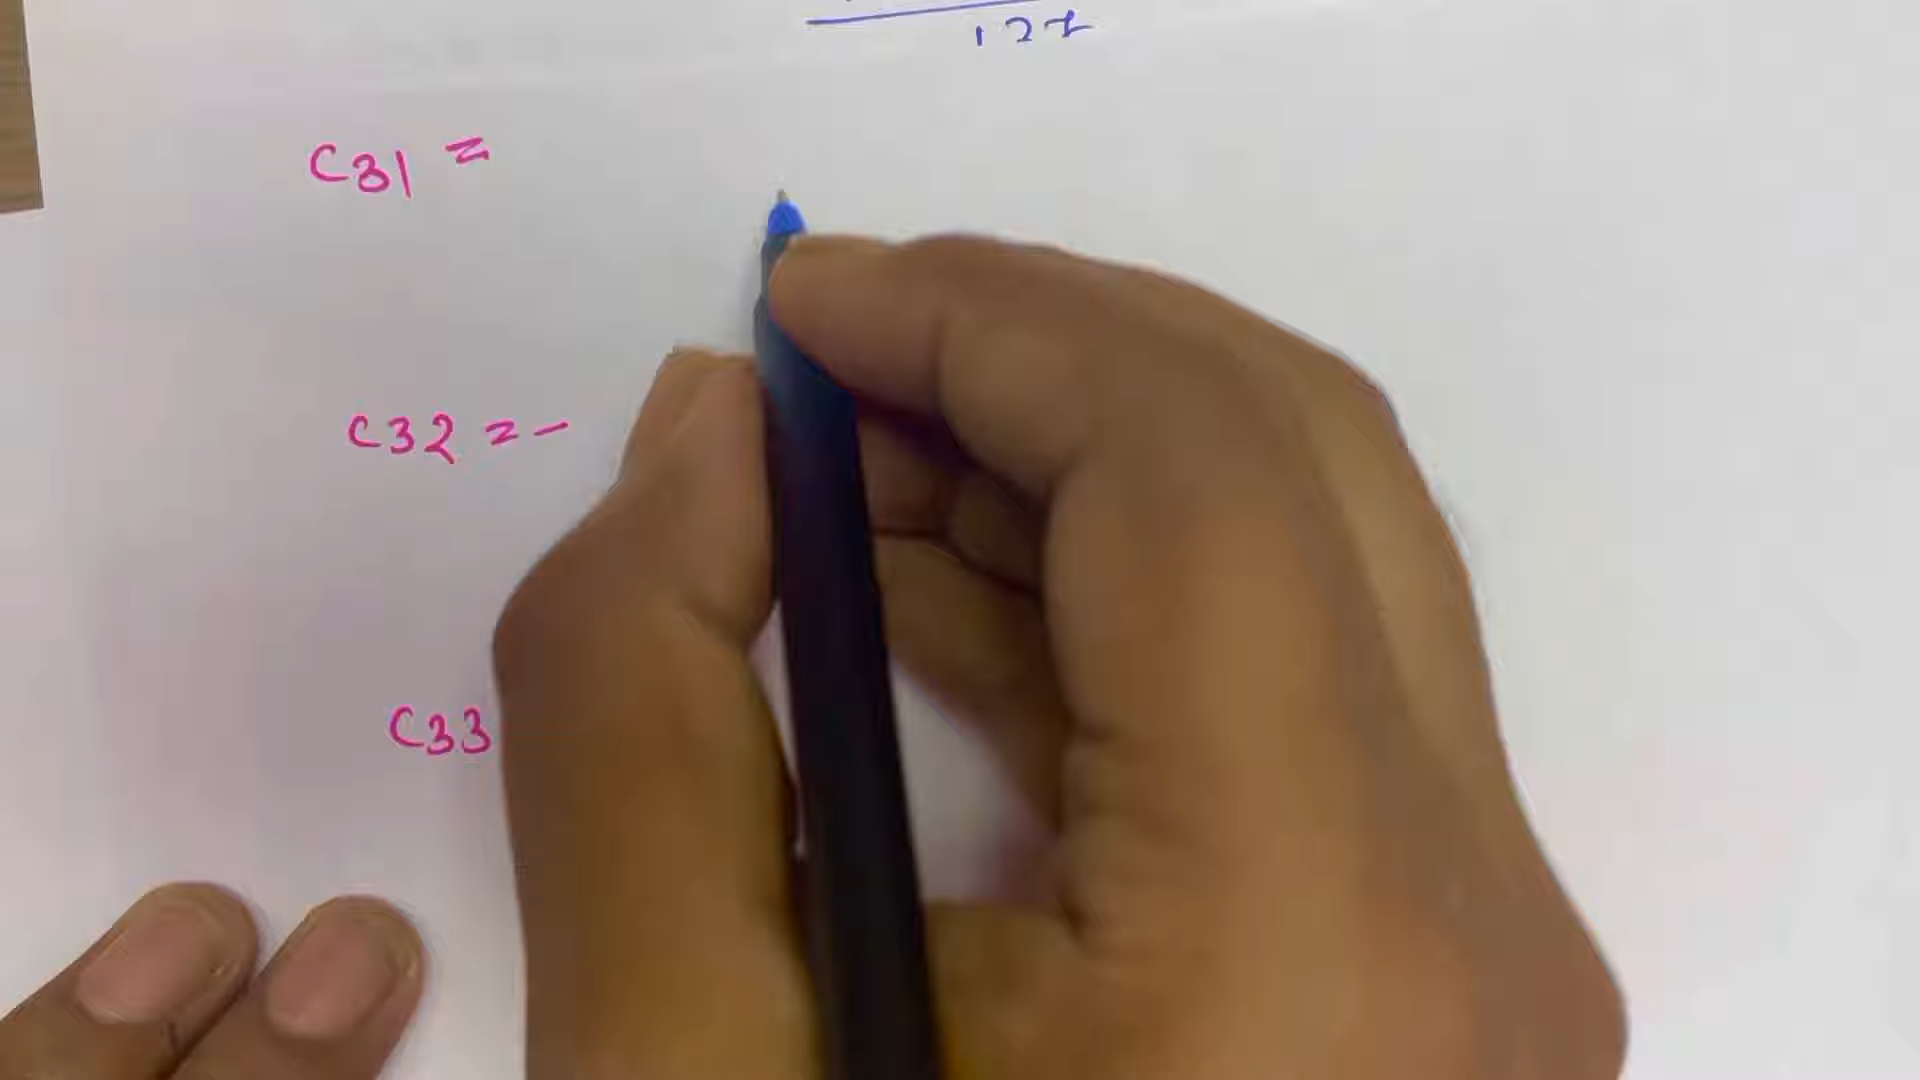 C31 =
C32 = -
C33